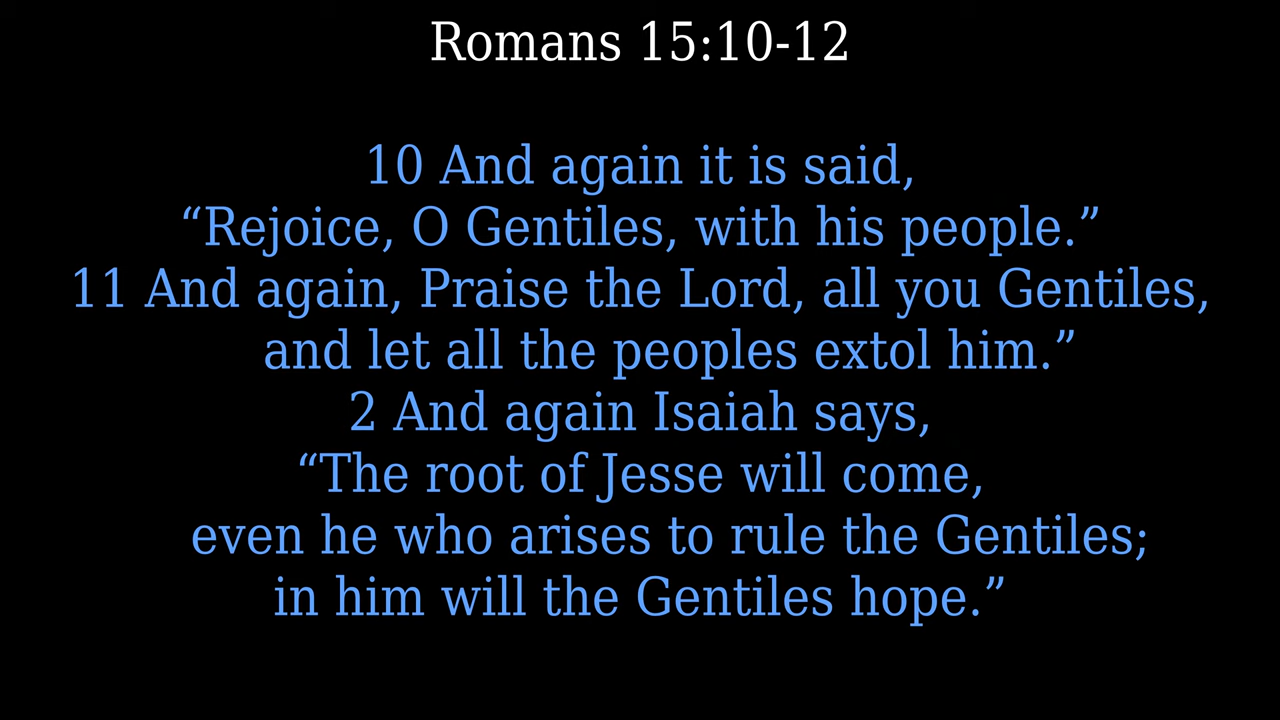 Romans 15:10-12
10 And again it is said,
“Rejoice, O Gentiles, with his people.”
11 And again, Praise the Lord, all you Gentiles,
and let all the peoples extol him.”
2 And again Isaiah says,
“The root of Jesse will come,
even he who arises to rule the Gentiles;
in him will the Gentiles hope.”